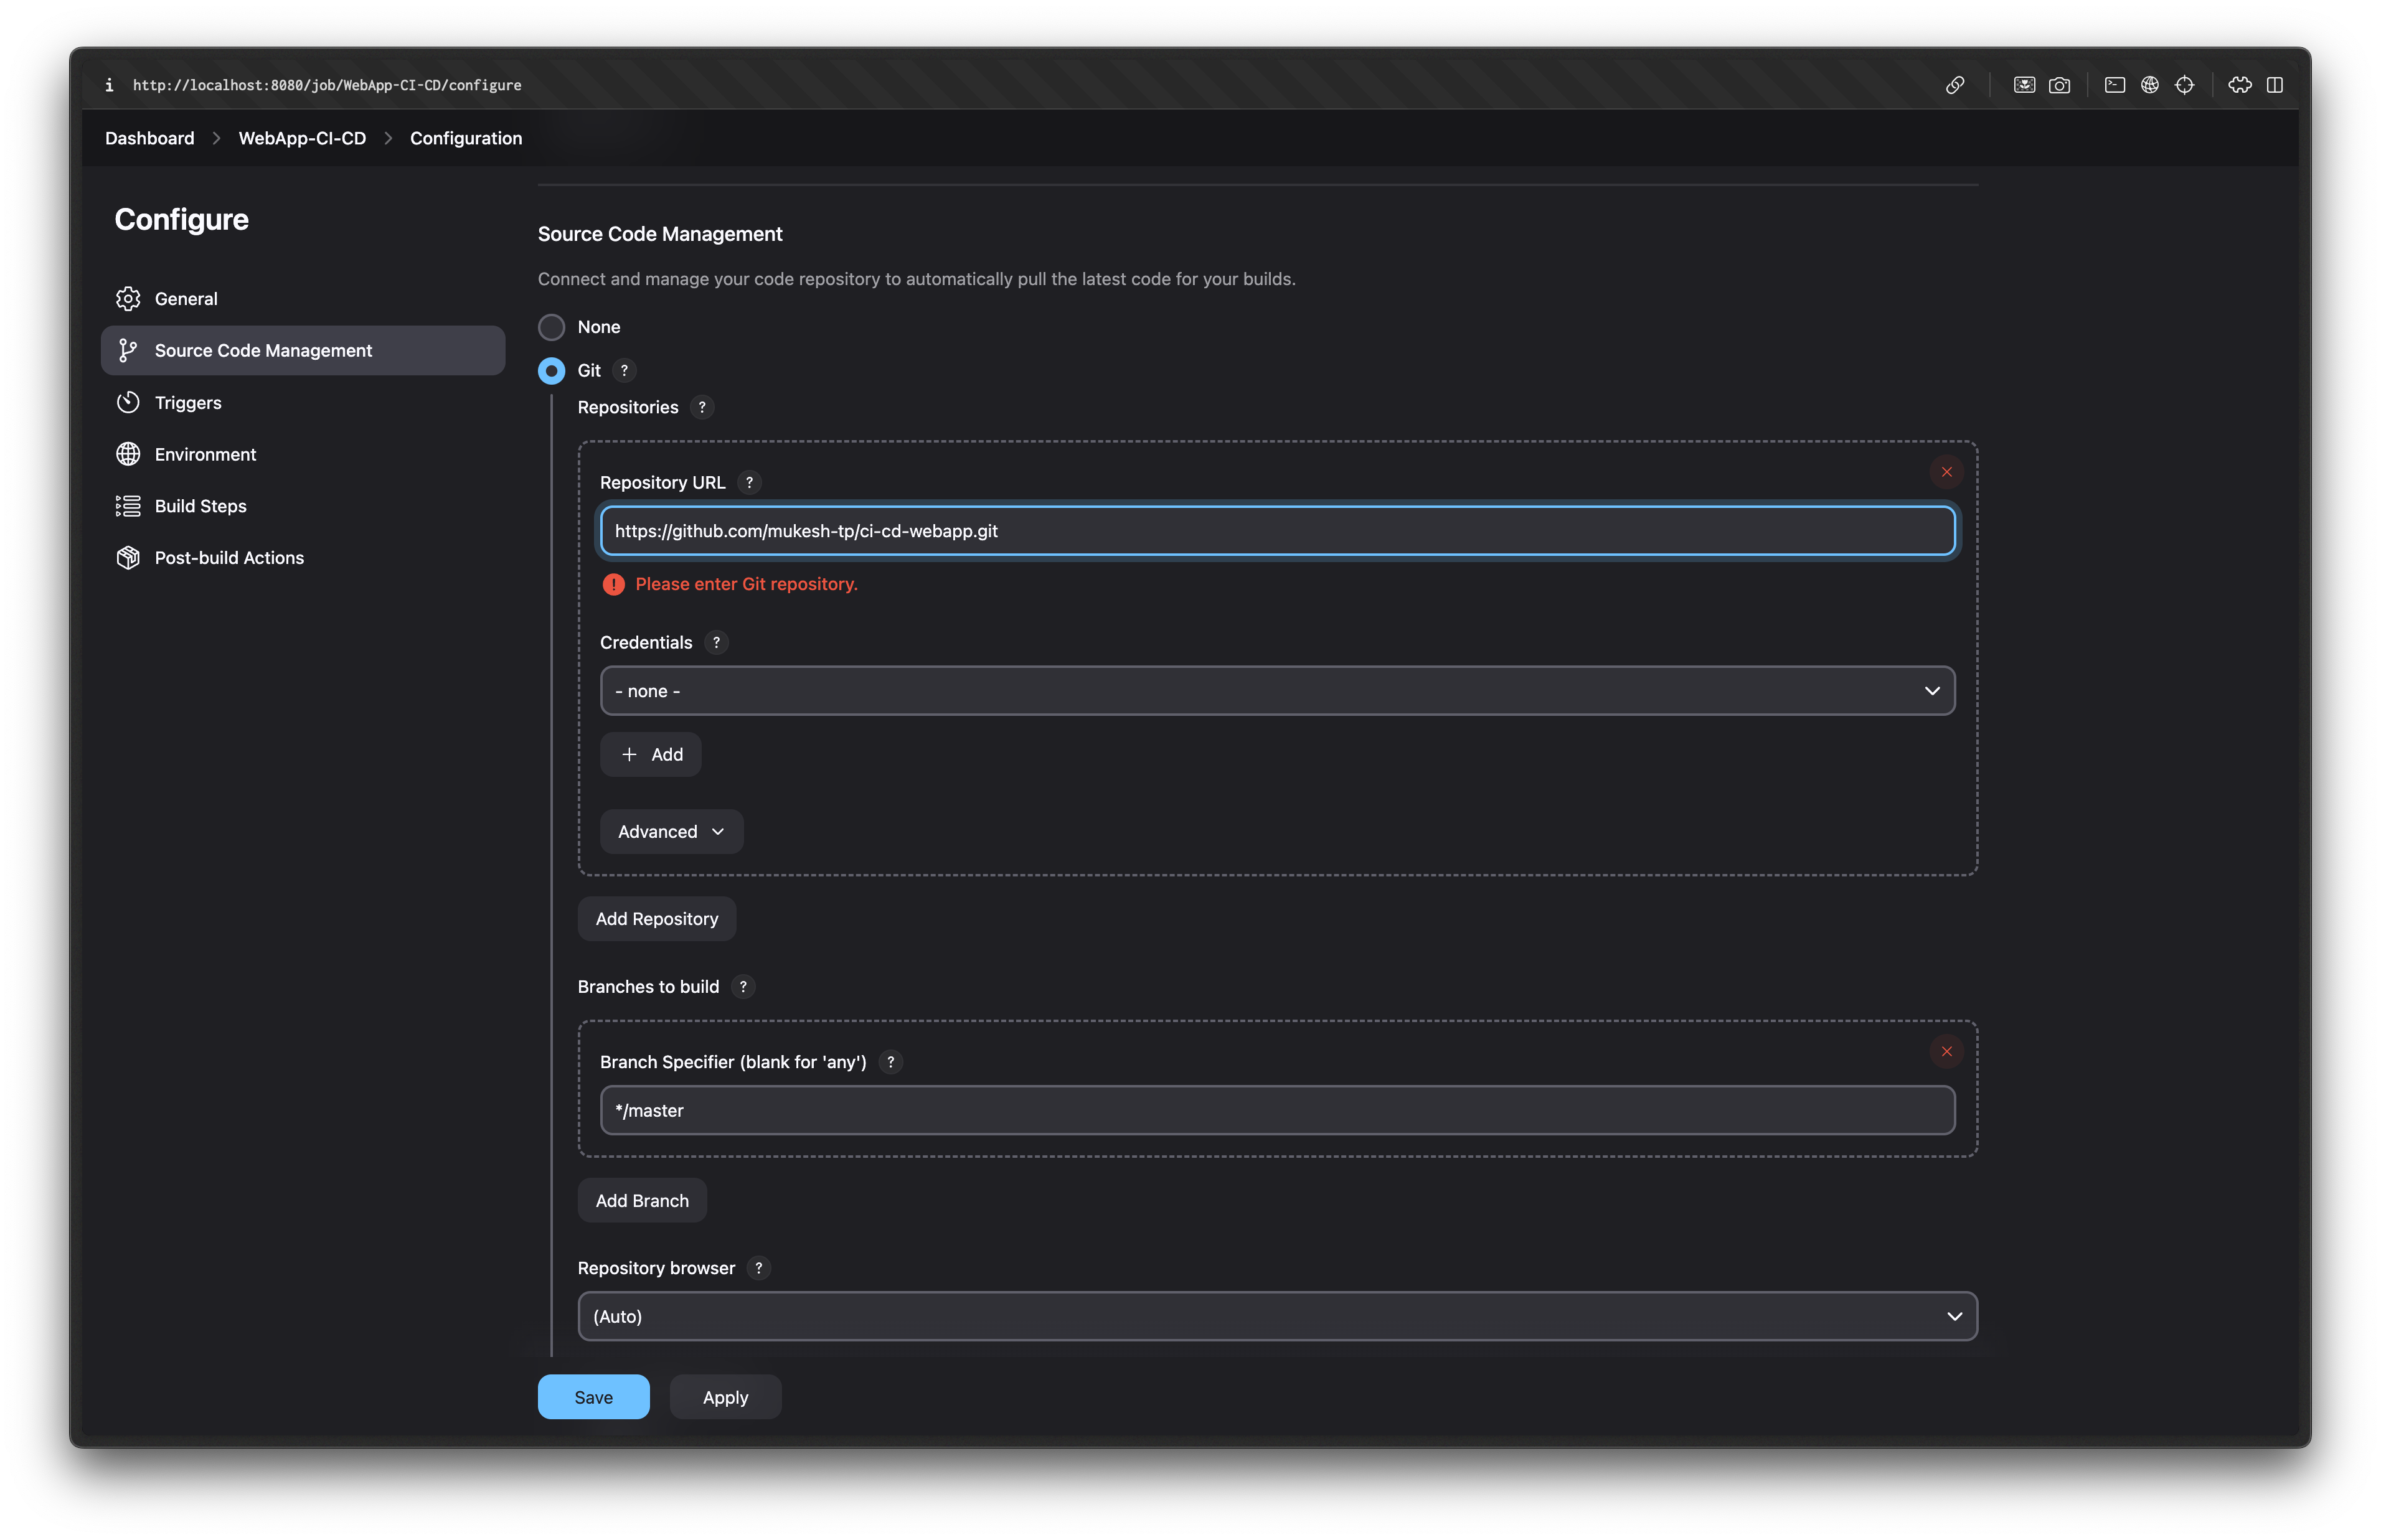 i http://localhost:8080/job/WebApp-CI-CD/configure
Dashboard > WebApp-CI-CD > Configuration
Configure
General
Source Code Management
Triggers
Environment
Build Steps
Post-build Actions
Source Code Management
Connect and manage your code repository to automatically pull the latest code for your builds.
None
Git ?
Repositories ?
Repository URL ?
https://github.com/mukesh-tp/ci-cd-webapp.git
! Please enter Git repository.
Credentials ?
- none -
+ Add
Advanced
Add Repository
Branches to build ?
Branch Specifier (blank for 'any') ?
*/master
Add Branch
Repository browser ?
(Auto)
Save Apply